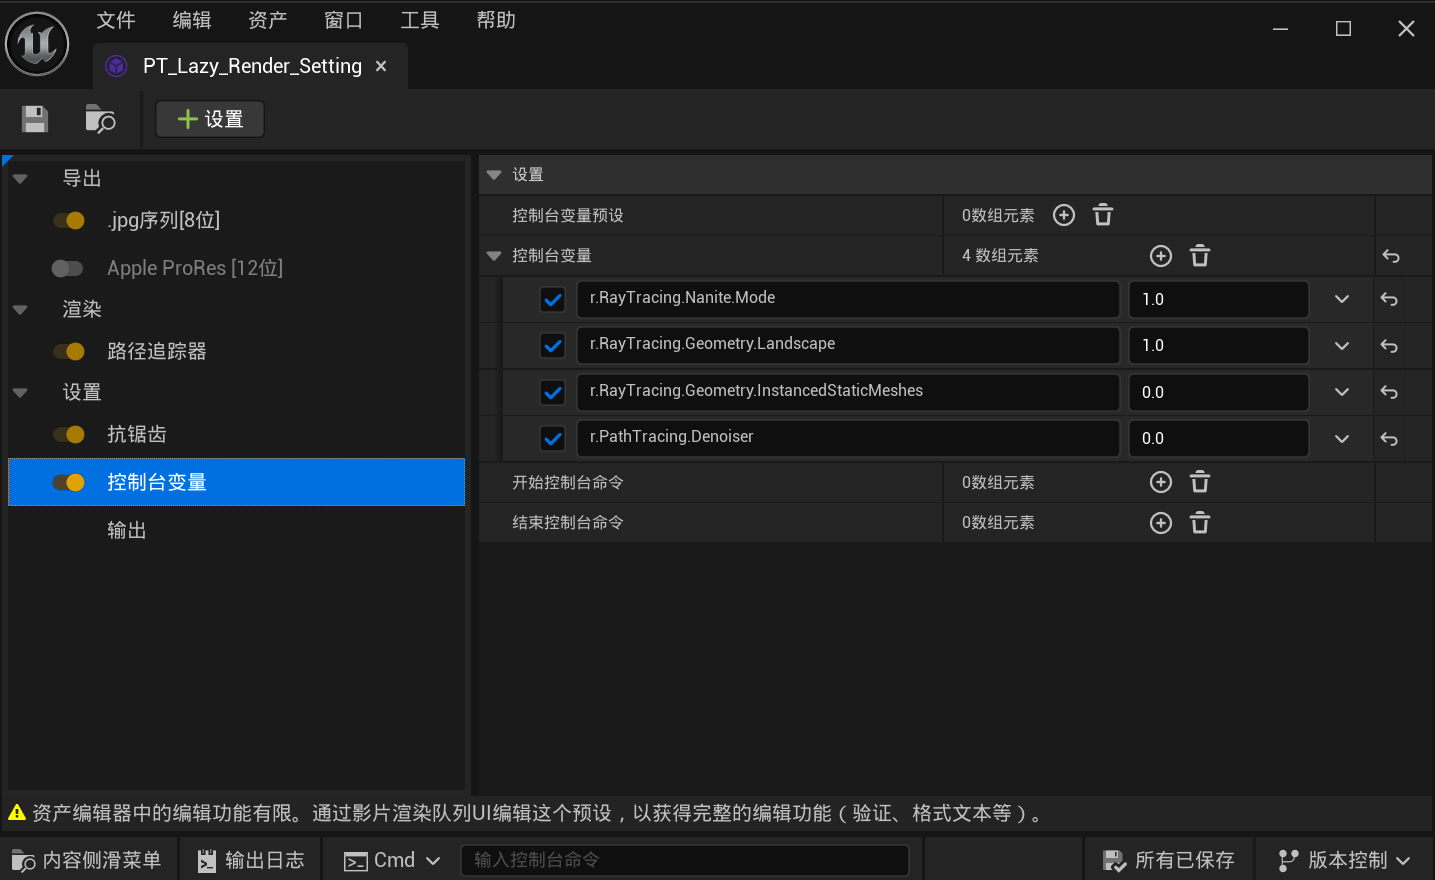 文件 编辑 资产 窗口 工具 帮助
PT_Lazy_Render_Setting
设置
导出
.jpg序列[8位]
Apple ProRes [12位]
渲染
路径追踪器
设置
抗锯齿
控制台变量
输出
设置
控制台变量预设 0数组元素
控制台变量 4 数组元素
r.RayTracing.Nanite.Mode 1.0
r.RayTracing.Geometry.Landscape 1.0
r.RayTracing.Geometry.InstancedStaticMeshes 0.0
r.PathTracing.Denoiser 0.0
开始控制台命令 0数组元素
结束控制台命令 0数组元素
资产编辑器中的编辑功能有限。通过影片渲染队列UI编辑这个预设，以获得完整的编辑功能（验证、格式文本等）。
内容侧滑菜单 输出日志 Cmd 输入控制台命令 所有已保存 版本控制